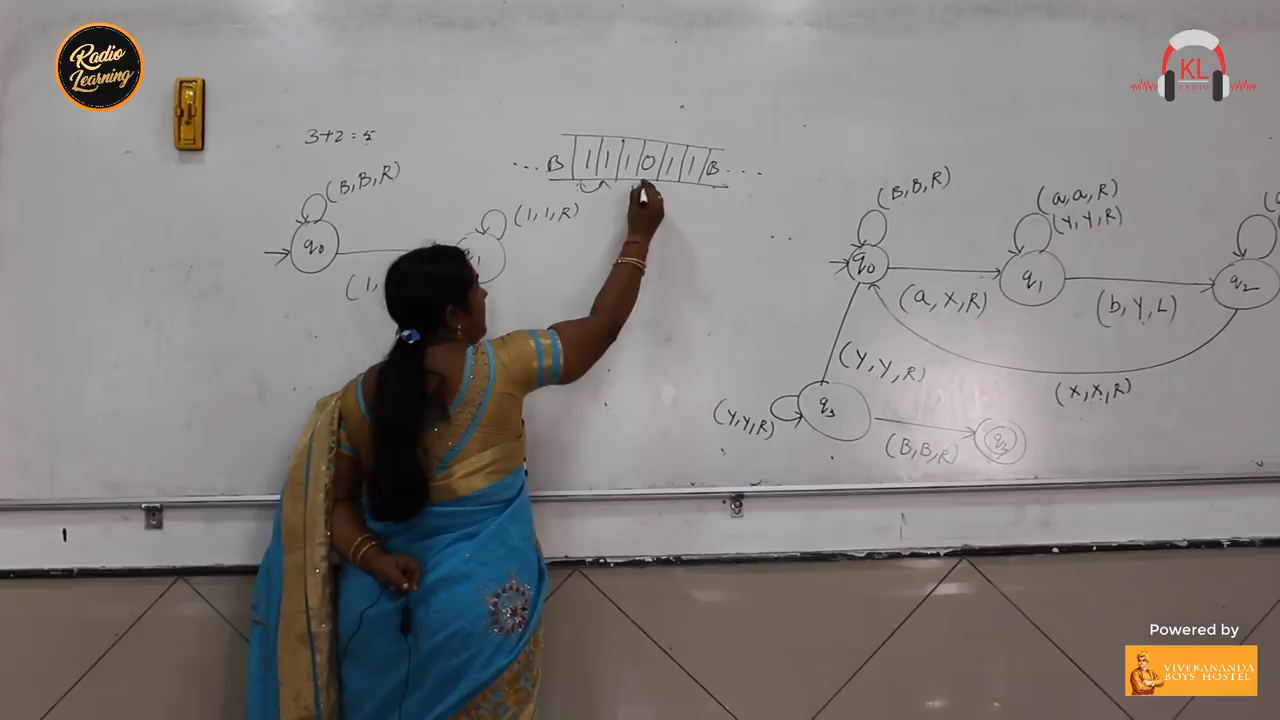 Radio
Learning
KL
RADIO
3+2=5
... B 1 1 1 0 1 1 B ...
(B,B,R)
q0
(1,1,R)
(1,
(B,B,R)
q0
(a,x,R)
(a,a,R)
(Y,Y,R)
q1
(b,Y,L)
q2
(x,x,R)
(Y,Y,R)
(Y,Y,R)
q3
(B,B,R)
Powered by
VIVEKANANDA
BOYS HOSTEL